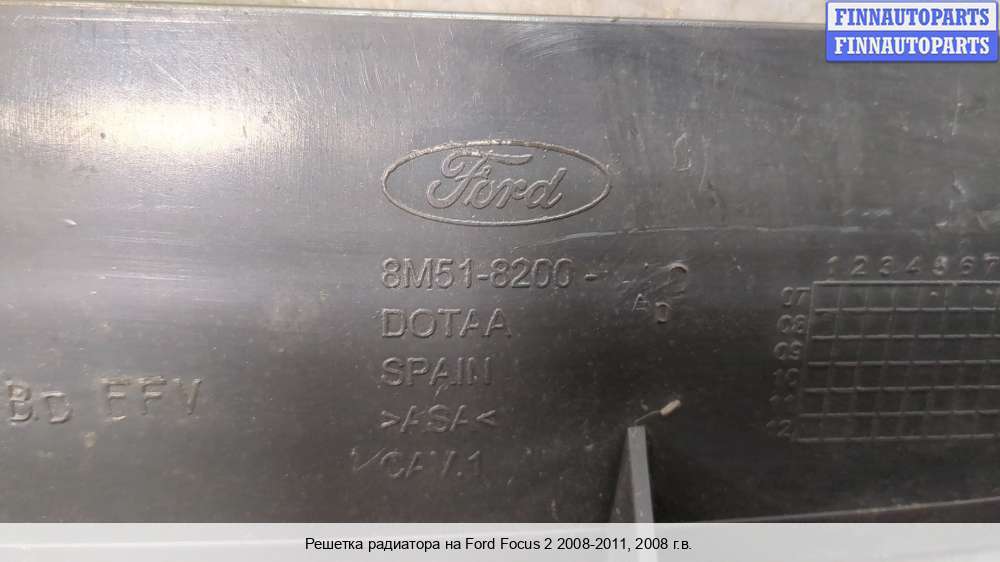 FINNAUTOPARTS
FINNAUTOPARTS
Ford
8M51-8200-
A D
DOTAA
SPAIN
>ASA<
CAV.1
1 2 3 4 5 6 7
07
08
09
10
11
12
Решетка радиатора на Ford Focus 2 2008-2011, 2008 г.в.